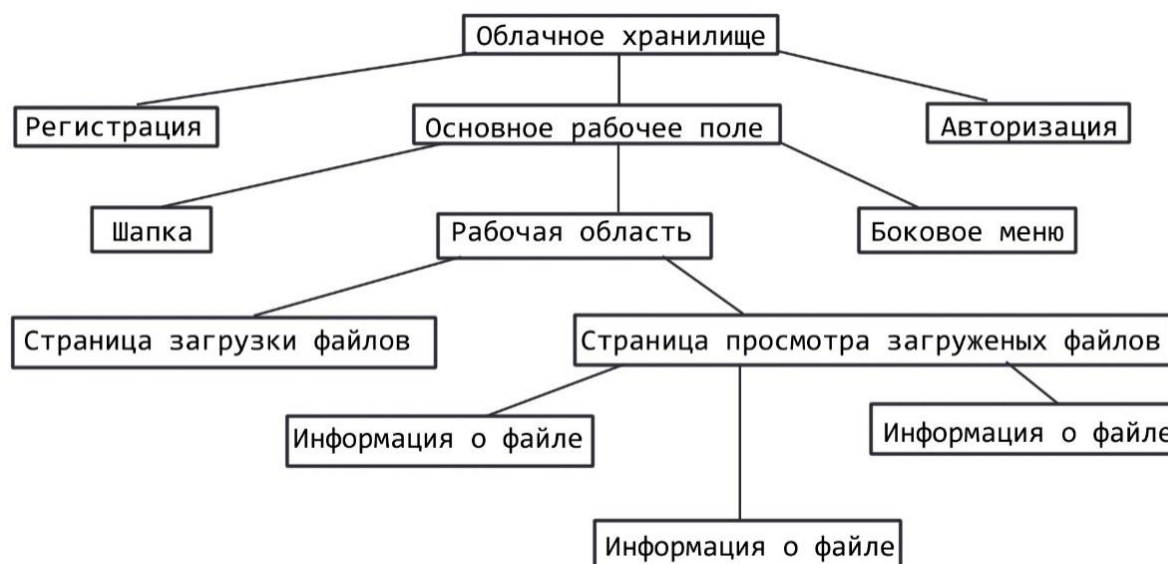 Облачное хранилище
Регистрация
Основное рабочее поле
Авторизация
Шапка
Рабочая область
Боковое меню
Страница загрузки файлов
Страница просмотра загруженых файлов
Информация о файле
Информация о файле
Информация о файле